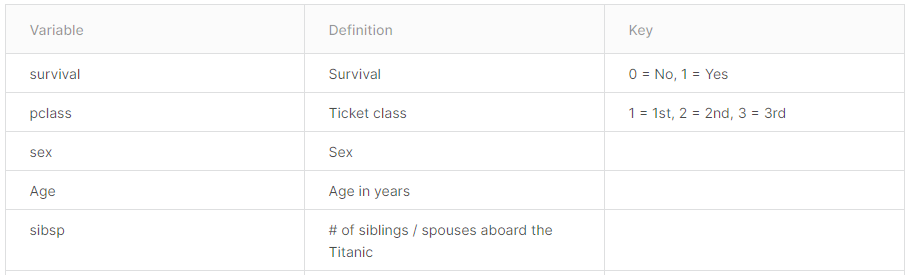 Variable Definition Key
survival Survival 0 = No, 1 = Yes
pclass Ticket class 1 = 1st, 2 = 2nd, 3 = 3rd
sex Sex
Age Age in years
sibsp # of siblings / spouses aboard the
Titanic